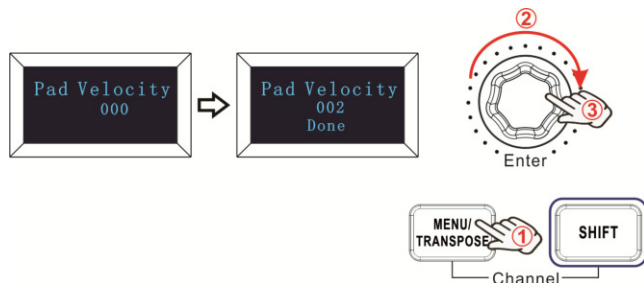 Pad Velocity
000
Pad Velocity
002
Done
②
③
Enter
MENU/
TRANSPOSE
①
SHIFT
Channel